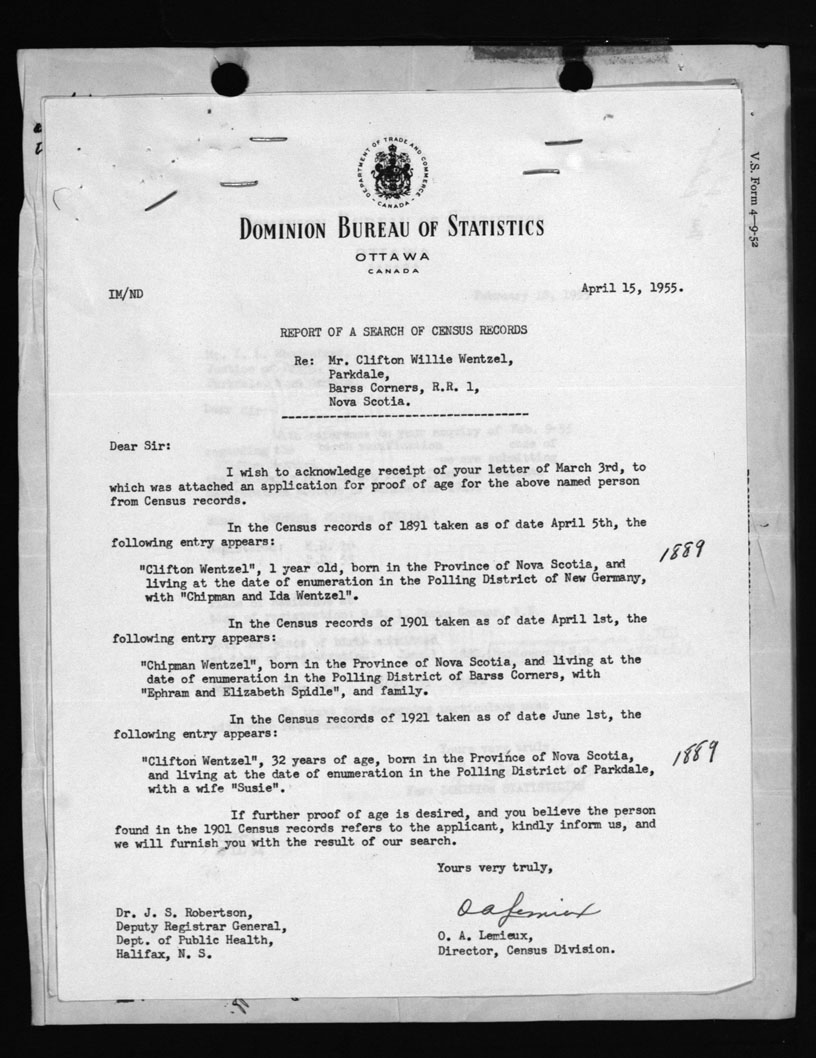 DEPARTMENT OF TRADE AND COMMERCE
- CANADA -
DOMINION BUREAU OF STATISTICS
OTTAWA
CANADA
V.S. Form 4—9-52
IM/ND
April 15, 1955.
REPORT OF A SEARCH OF CENSUS RECORDS
Re: Mr. Clifton Willie Wentzel,
Parkdale,
Barss Corners, R.R. 1,
Nova Scotia.
Dear Sir:
I wish to acknowledge receipt of your letter of March 3rd, to
which was attached an application for proof of age for the above named person
from Census records.
In the Census records of 1891 taken as of date April 5th, the
following entry appears:
1889
"Clifton Wentzel", 1 year old, born in the Province of Nova Scotia, and
living at the date of enumeration in the Polling District of New Germany,
with "Chipman and Ida Wentzel".
In the Census records of 1901 taken as of date April 1st, the
following entry appears:
"Chipman Wentzel", born in the Province of Nova Scotia, and living at the
date of enumeration in the Polling District of Barss Corners, with
"Ephram and Elizabeth Spidle", and family.
In the Census records of 1921 taken as of date June 1st, the
following entry appears:
"Clifton Wentzel", 32 years of age, born in the Province of Nova Scotia,
and living at the date of enumeration in the Polling District of Parkdale,
with a wife "Susie".
1889
If further proof of age is desired, and you believe the person
found in the 1901 Census records refers to the applicant, kindly inform us, and
we will furnish you with the result of our search.
Yours very truly,
O A Lemieux
Dr. J. S. Robertson,
Deputy Registrar General,
Dept. of Public Health,
Halifax, N. S.
O. A. Lemieux,
Director, Census Division.